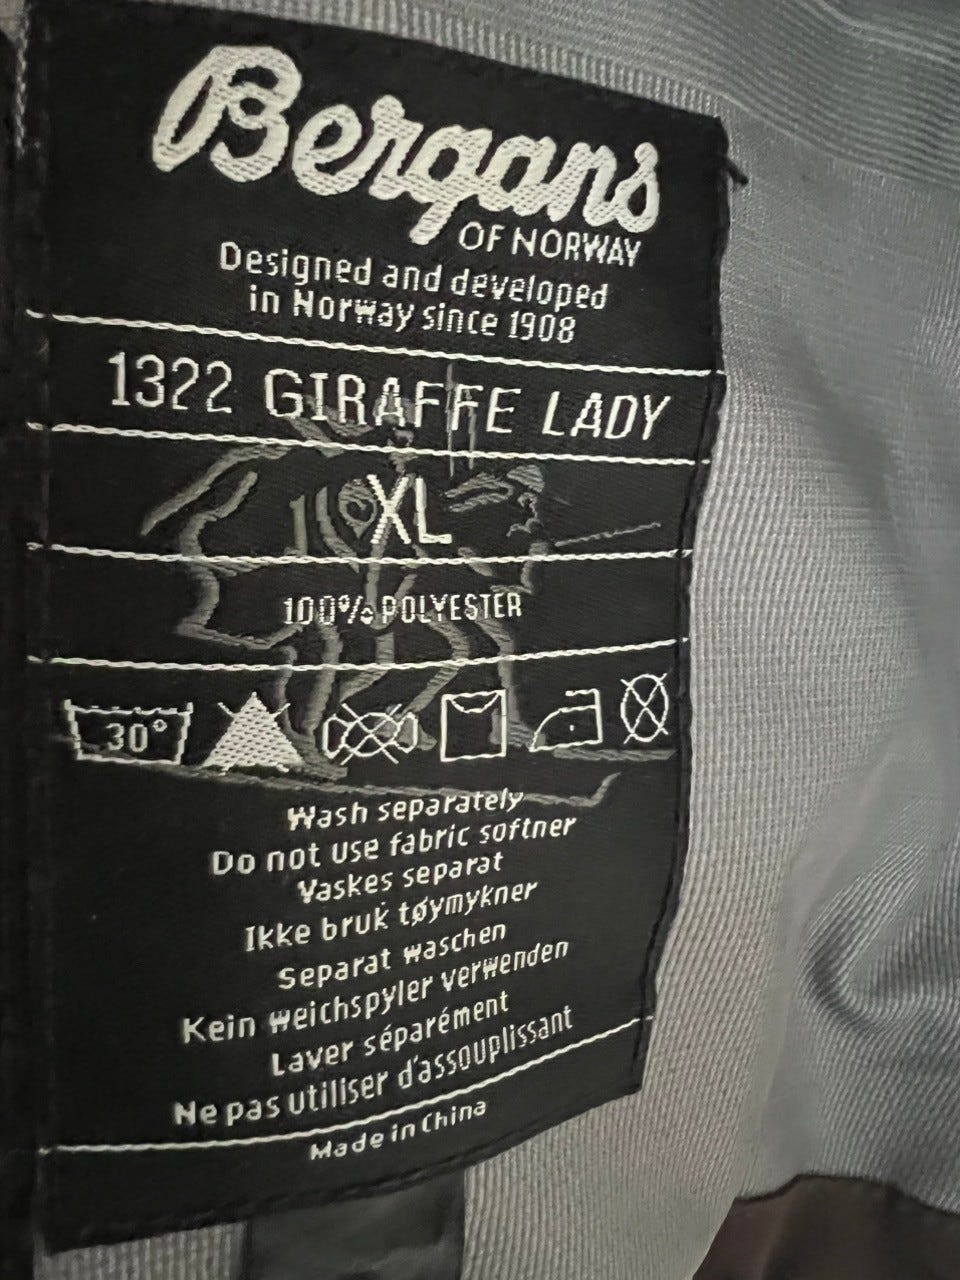 Bergans
OF NORWAY
Designed and developed
in Norway since 1908
1322 GIRAFFE LADY
XL
100% POLYESTER
30°
Wash separately
Do not use fabric softner
Vaskes separat
Ikke bruk tøymykner
Separat waschen
Kein weichspyler verwenden
Laver séparément
Ne pas utiliser d'assouplissant
Made in China